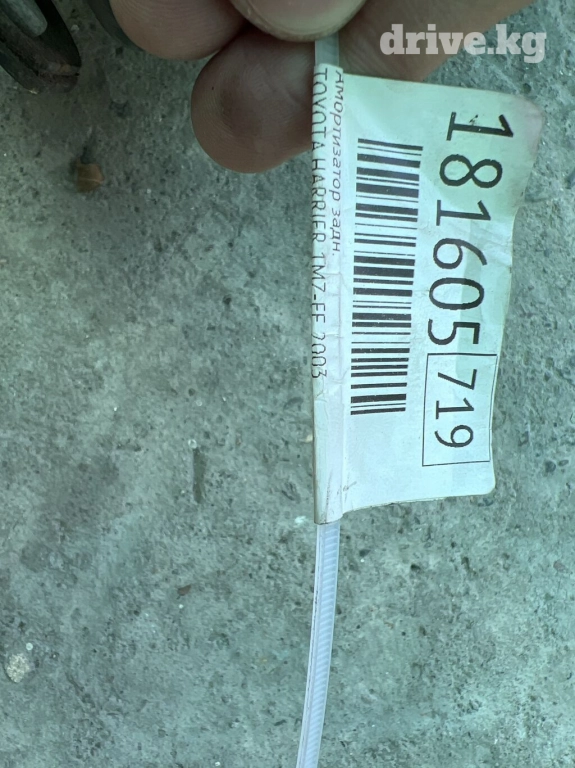 drive.kg
181605 719
Амортизатор задн.
TOYOTA HARRIER 1MZ-FE 2003